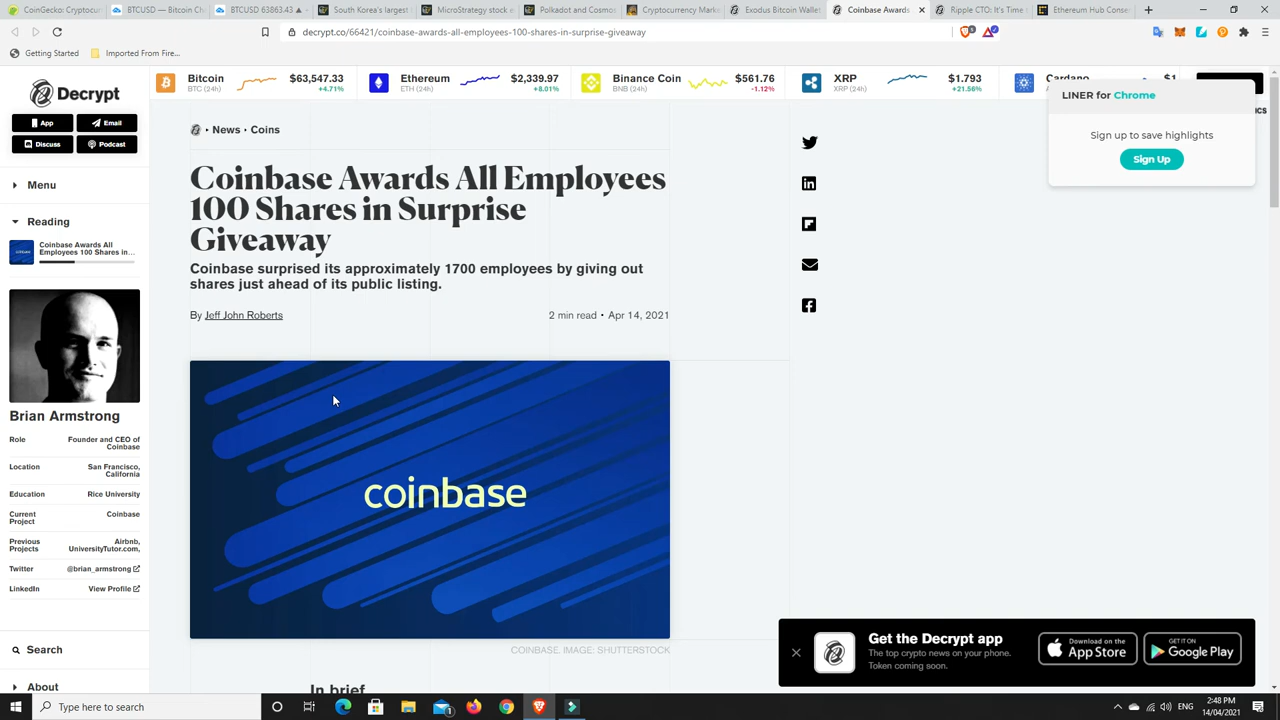 CoinGecko: Cryptocurr
BTCUSD — Bitcoin Ch
BTCUSD 63863.43 ▲
South Korea's largest
MicroStrategy stock e
Polkadot and Cosmos
Cryptocurrency Marke
Exodus Bitcoin Wallet
Coinbase Awards
Ripple CTO: It's Time
Ethereum Hub Conse
decrypt.co/66421/coinbase-awards-all-employees-100-shares-in-surprise-giveaway
Getting Started
Imported From Fire...
Decrypt
App
Email
Discuss
Podcast
Bitcoin
BTC (24h)
$63,547.33
+4.71%
Ethereum
ETH (24h)
$2,339.97
+8.01%
Binance Coin
BNB (24h)
$561.76
-1.12%
XRP
XRP (24h)
$1.793
+21.56%
Cardano
$1
LINER for Chrome
Sign up to save highlights
Sign Up
Menu
Reading
Coinbase Awards All
Employees 100 Shares in...
Brian Armstrong
Role
Founder and CEO of
Coinbase
Location
San Francisco,
California
Education
Rice University
Current
Project
Coinbase
Previous
Projects
Airbnb,
UniversityTutor.com,
Twitter
@brian_armstrong
LinkedIn
View Profile
Search
About
News • Coins
Coinbase Awards All Employees
100 Shares in Surprise
Giveaway
Coinbase surprised its approximately 1700 employees by giving out
shares just ahead of its public listing.
By Jeff John Roberts
2 min read • Apr 14, 2021
coinbase
COINBASE. IMAGE: SHUTTERSTOCK
In brief
Get the Decrypt app
The top crypto news on your phone.
Token coming soon.
Download on the
App Store
GET IT ON
Google Play
Type here to search
ENG
2:48 PM
14/04/2021